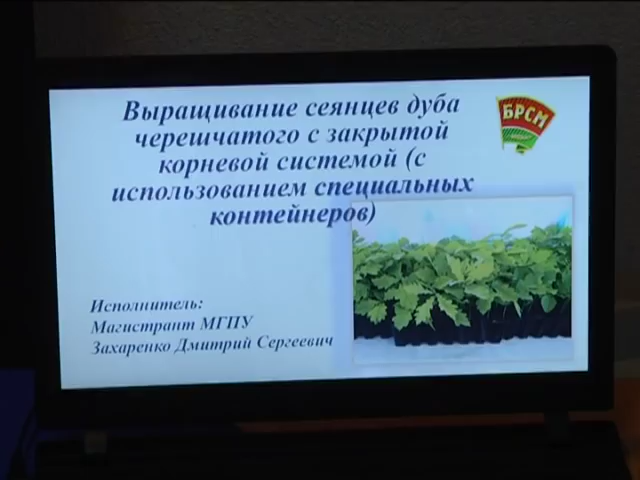 Выращивание сеянцев дуба
черешчатого с закрытой
корневой системой (с
использованием специальных
контейнеров)
БРСМ
Исполнитель:
Магистрант МГПУ
Захаренко Дмитрий Сергеевич